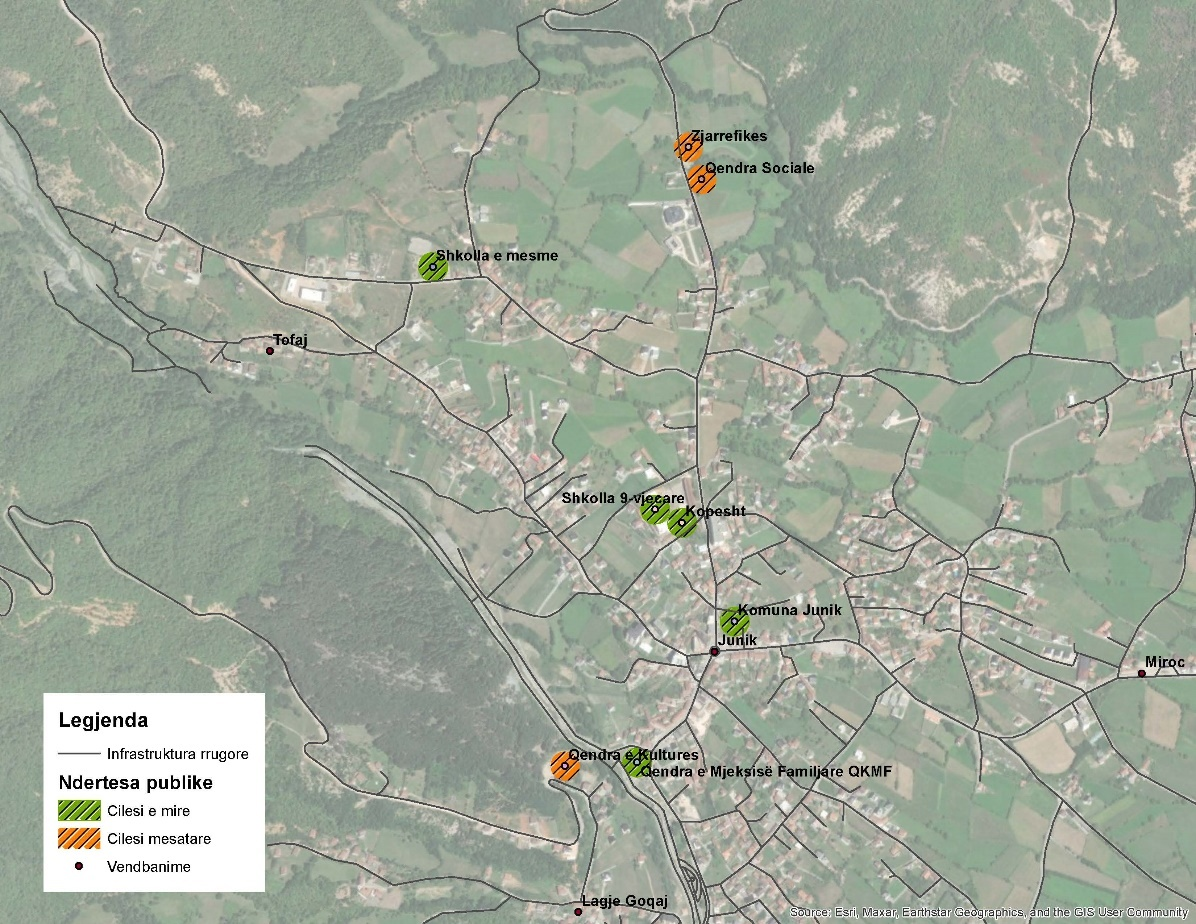 Zjarrefikes
Qendra Sociale
Shkolla e mesme
Tofaj
Shkolla 9-vjecare
Kopesht
Komuna Junik
Junik
Miroc
Qendra e Kultures
Qendra e Mjeksisë Familjare QKMF
Lagje Goqaj
Legjenda
Infrastruktura rrugore
Ndertesa publike
Cilesi e mire
Cilesi mesatare
Vendbanime
Source: Esri, Maxar, Earthstar Geographics, and the GIS User Community